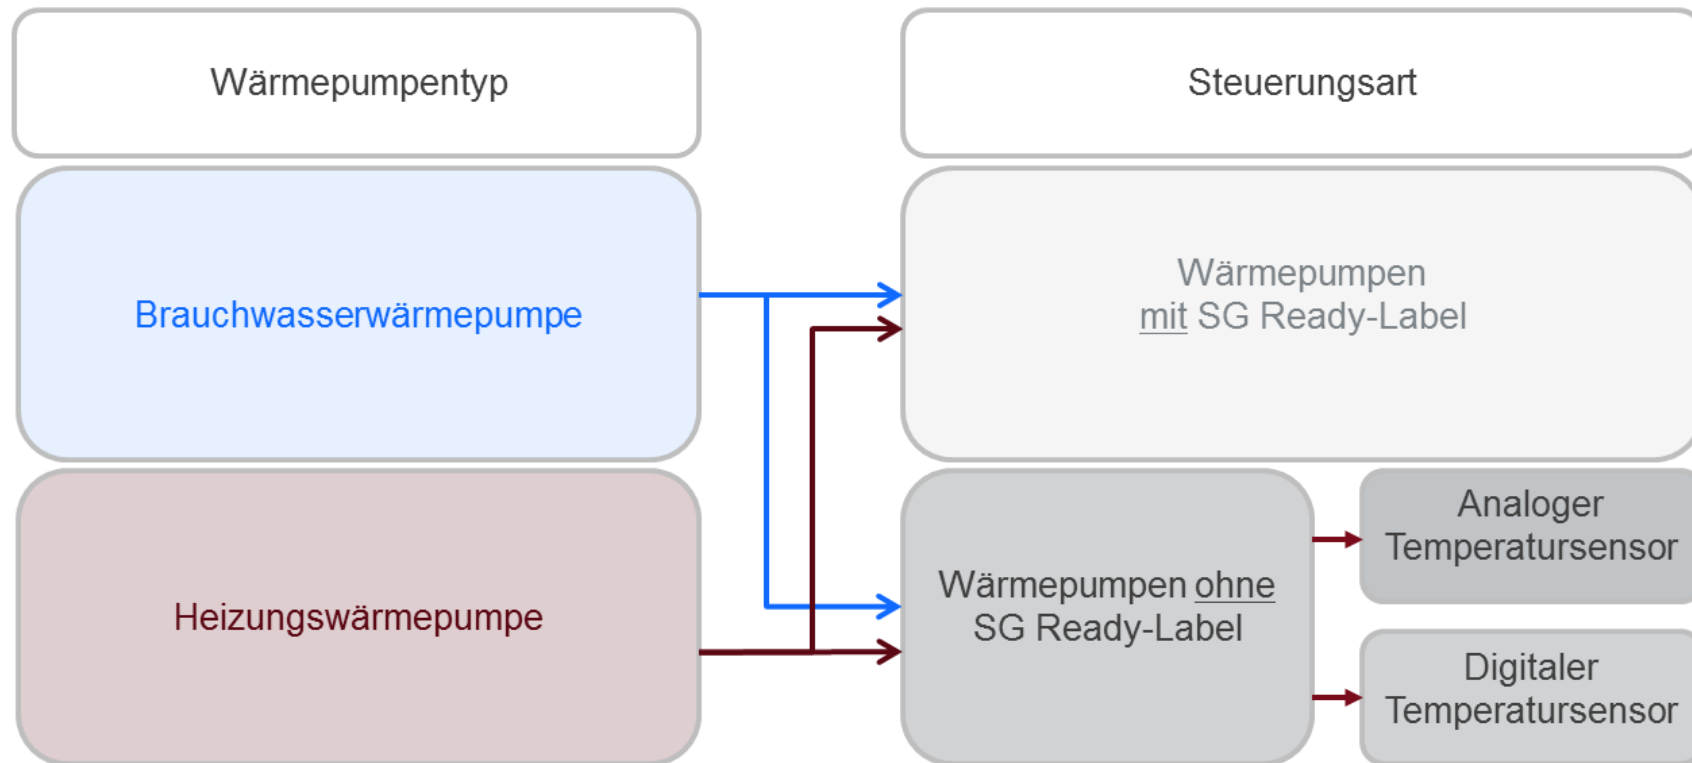 Wärmepumpentyp
Steuerungsart
Brauchwasserwärmepumpe
Wärmepumpen
mit SG Ready-Label
Heizungswärmepumpe
Wärmepumpen ohne
SG Ready-Label
Analoger
Temperatursensor
Digitaler
Temperatursensor